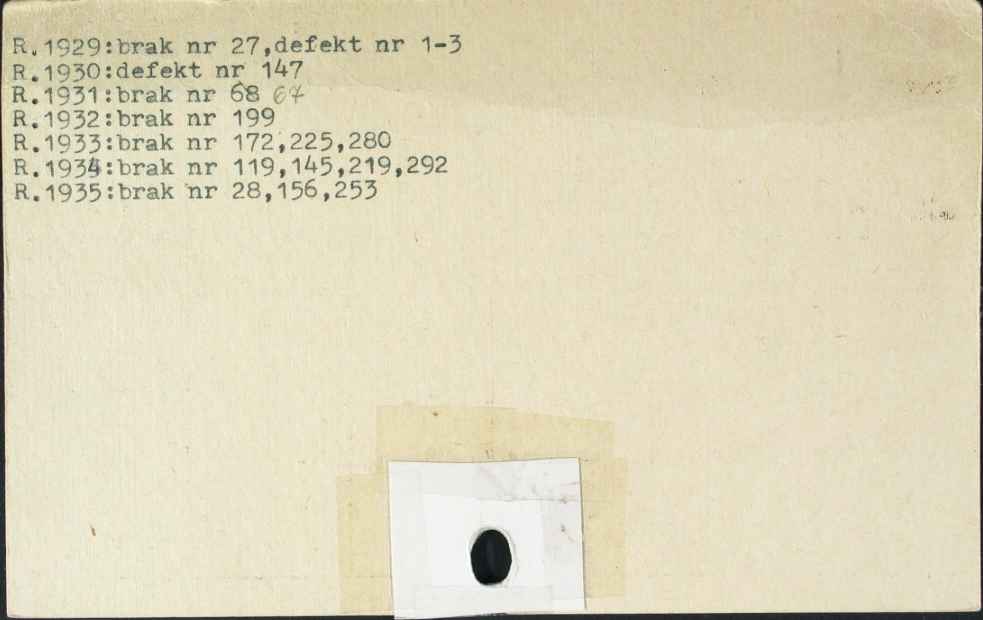 R.1929:brak nr 27,defekt nr 1-3
R.1930:defekt nr 147
R.1931:brak nr 68 64
R.1932:brak nr 199
R.1933:brak nr 172,225,280
R.1934:brak nr 119,145,219,292
R.1935:brak nr 28,156,253